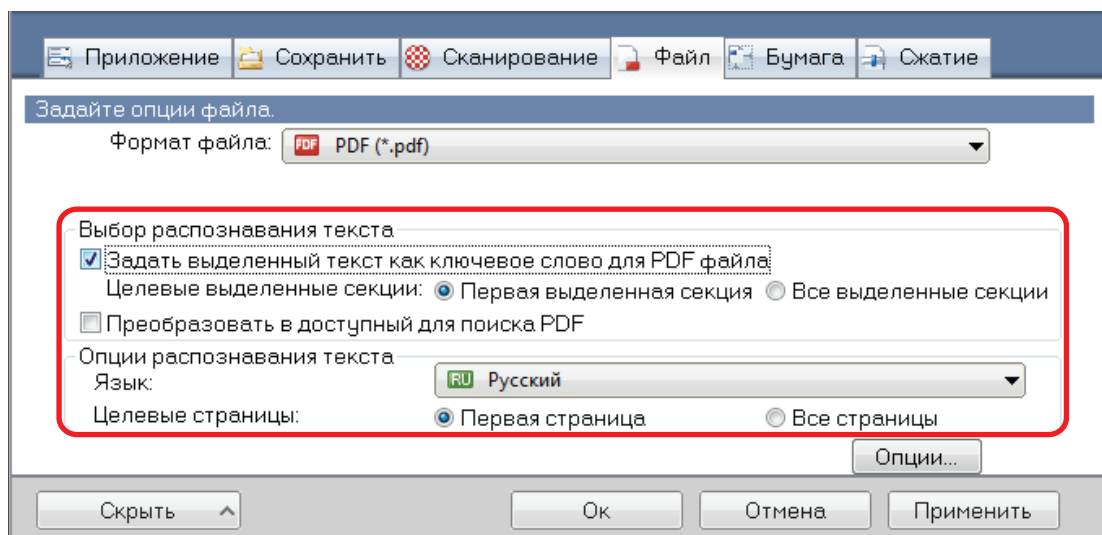 Приложение Сохранить Сканирование Файл Бумага Сжатие
Задайте опции файла.
Формат файла: PDF PDF (*.pdf)
Выбор распознавания текста
Задать выделенный текст как ключевое слово для PDF файла
Целевые выделенные секции: Первая выделенная секция Все выделенные секции
Преобразовать в доступный для поиска PDF
Опции распознавания текста
Язык: RU Русский
Целевые страницы: Первая страница Все страницы
Опции...
Скрыть Ок Отмена Применить